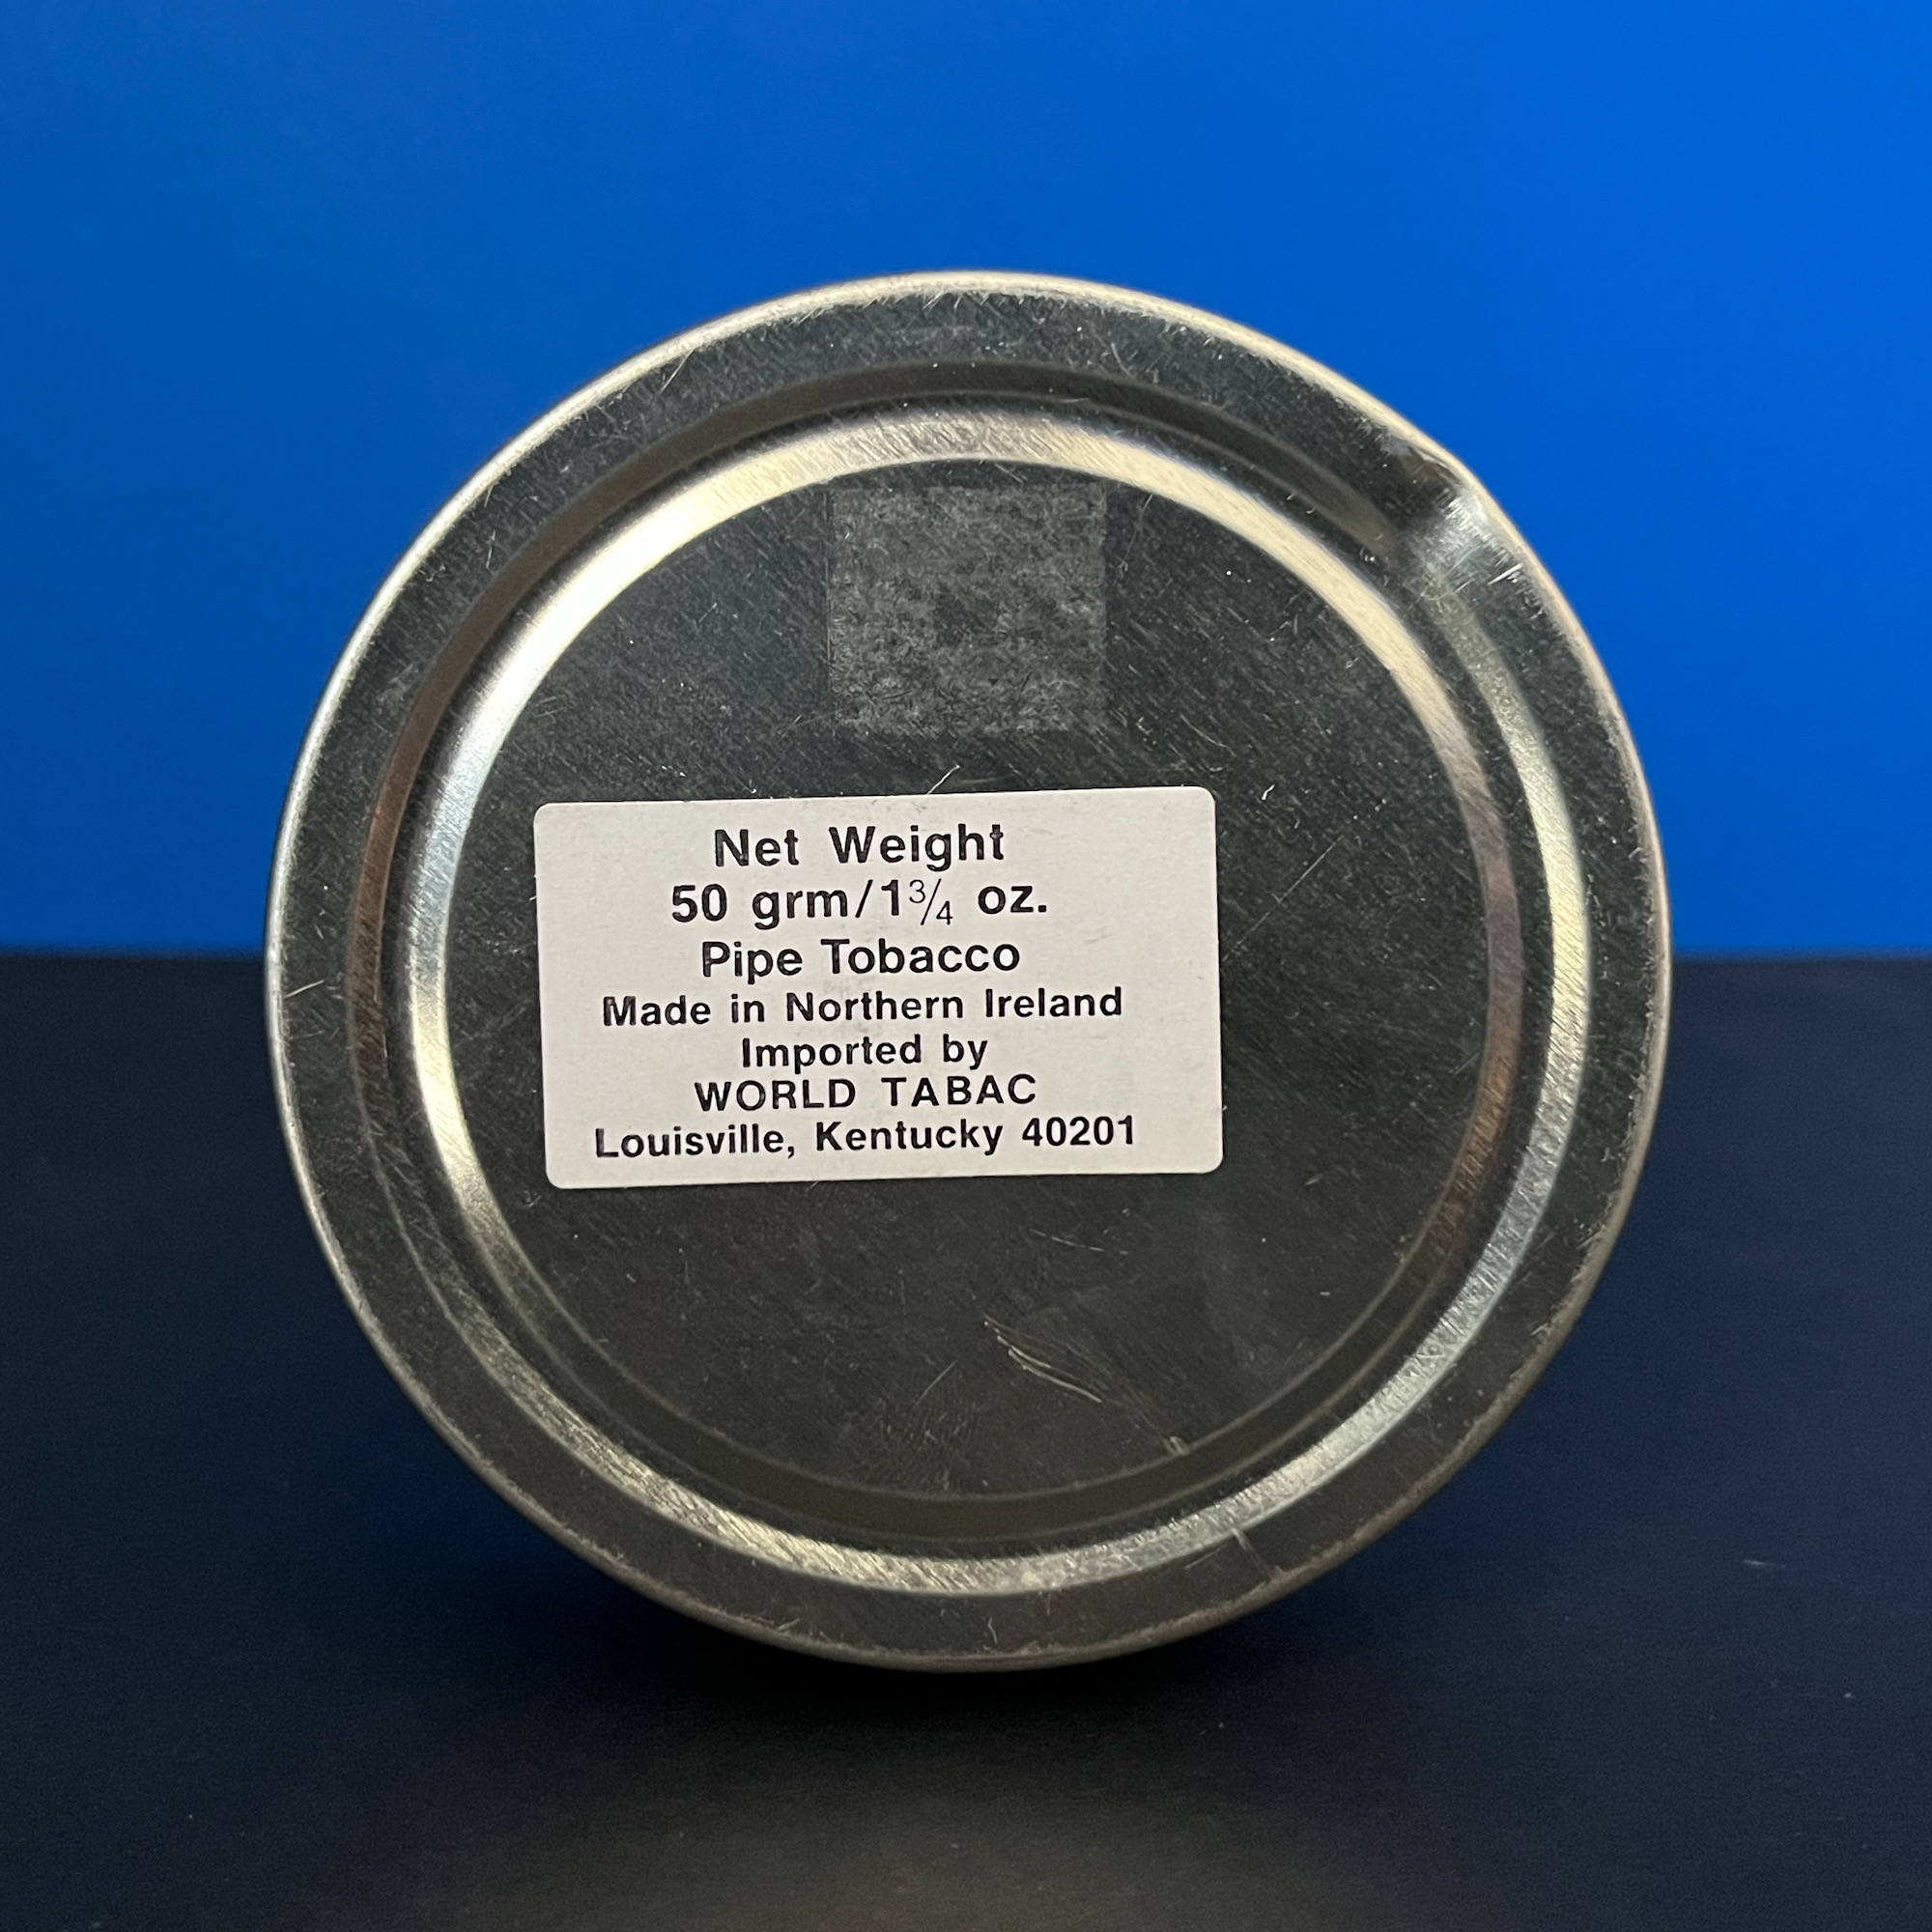 Net Weight
50 grm/1¾ oz.
Pipe Tobacco
Made in Northern Ireland
Imported by
WORLD TABAC
Louisville, Kentucky 40201